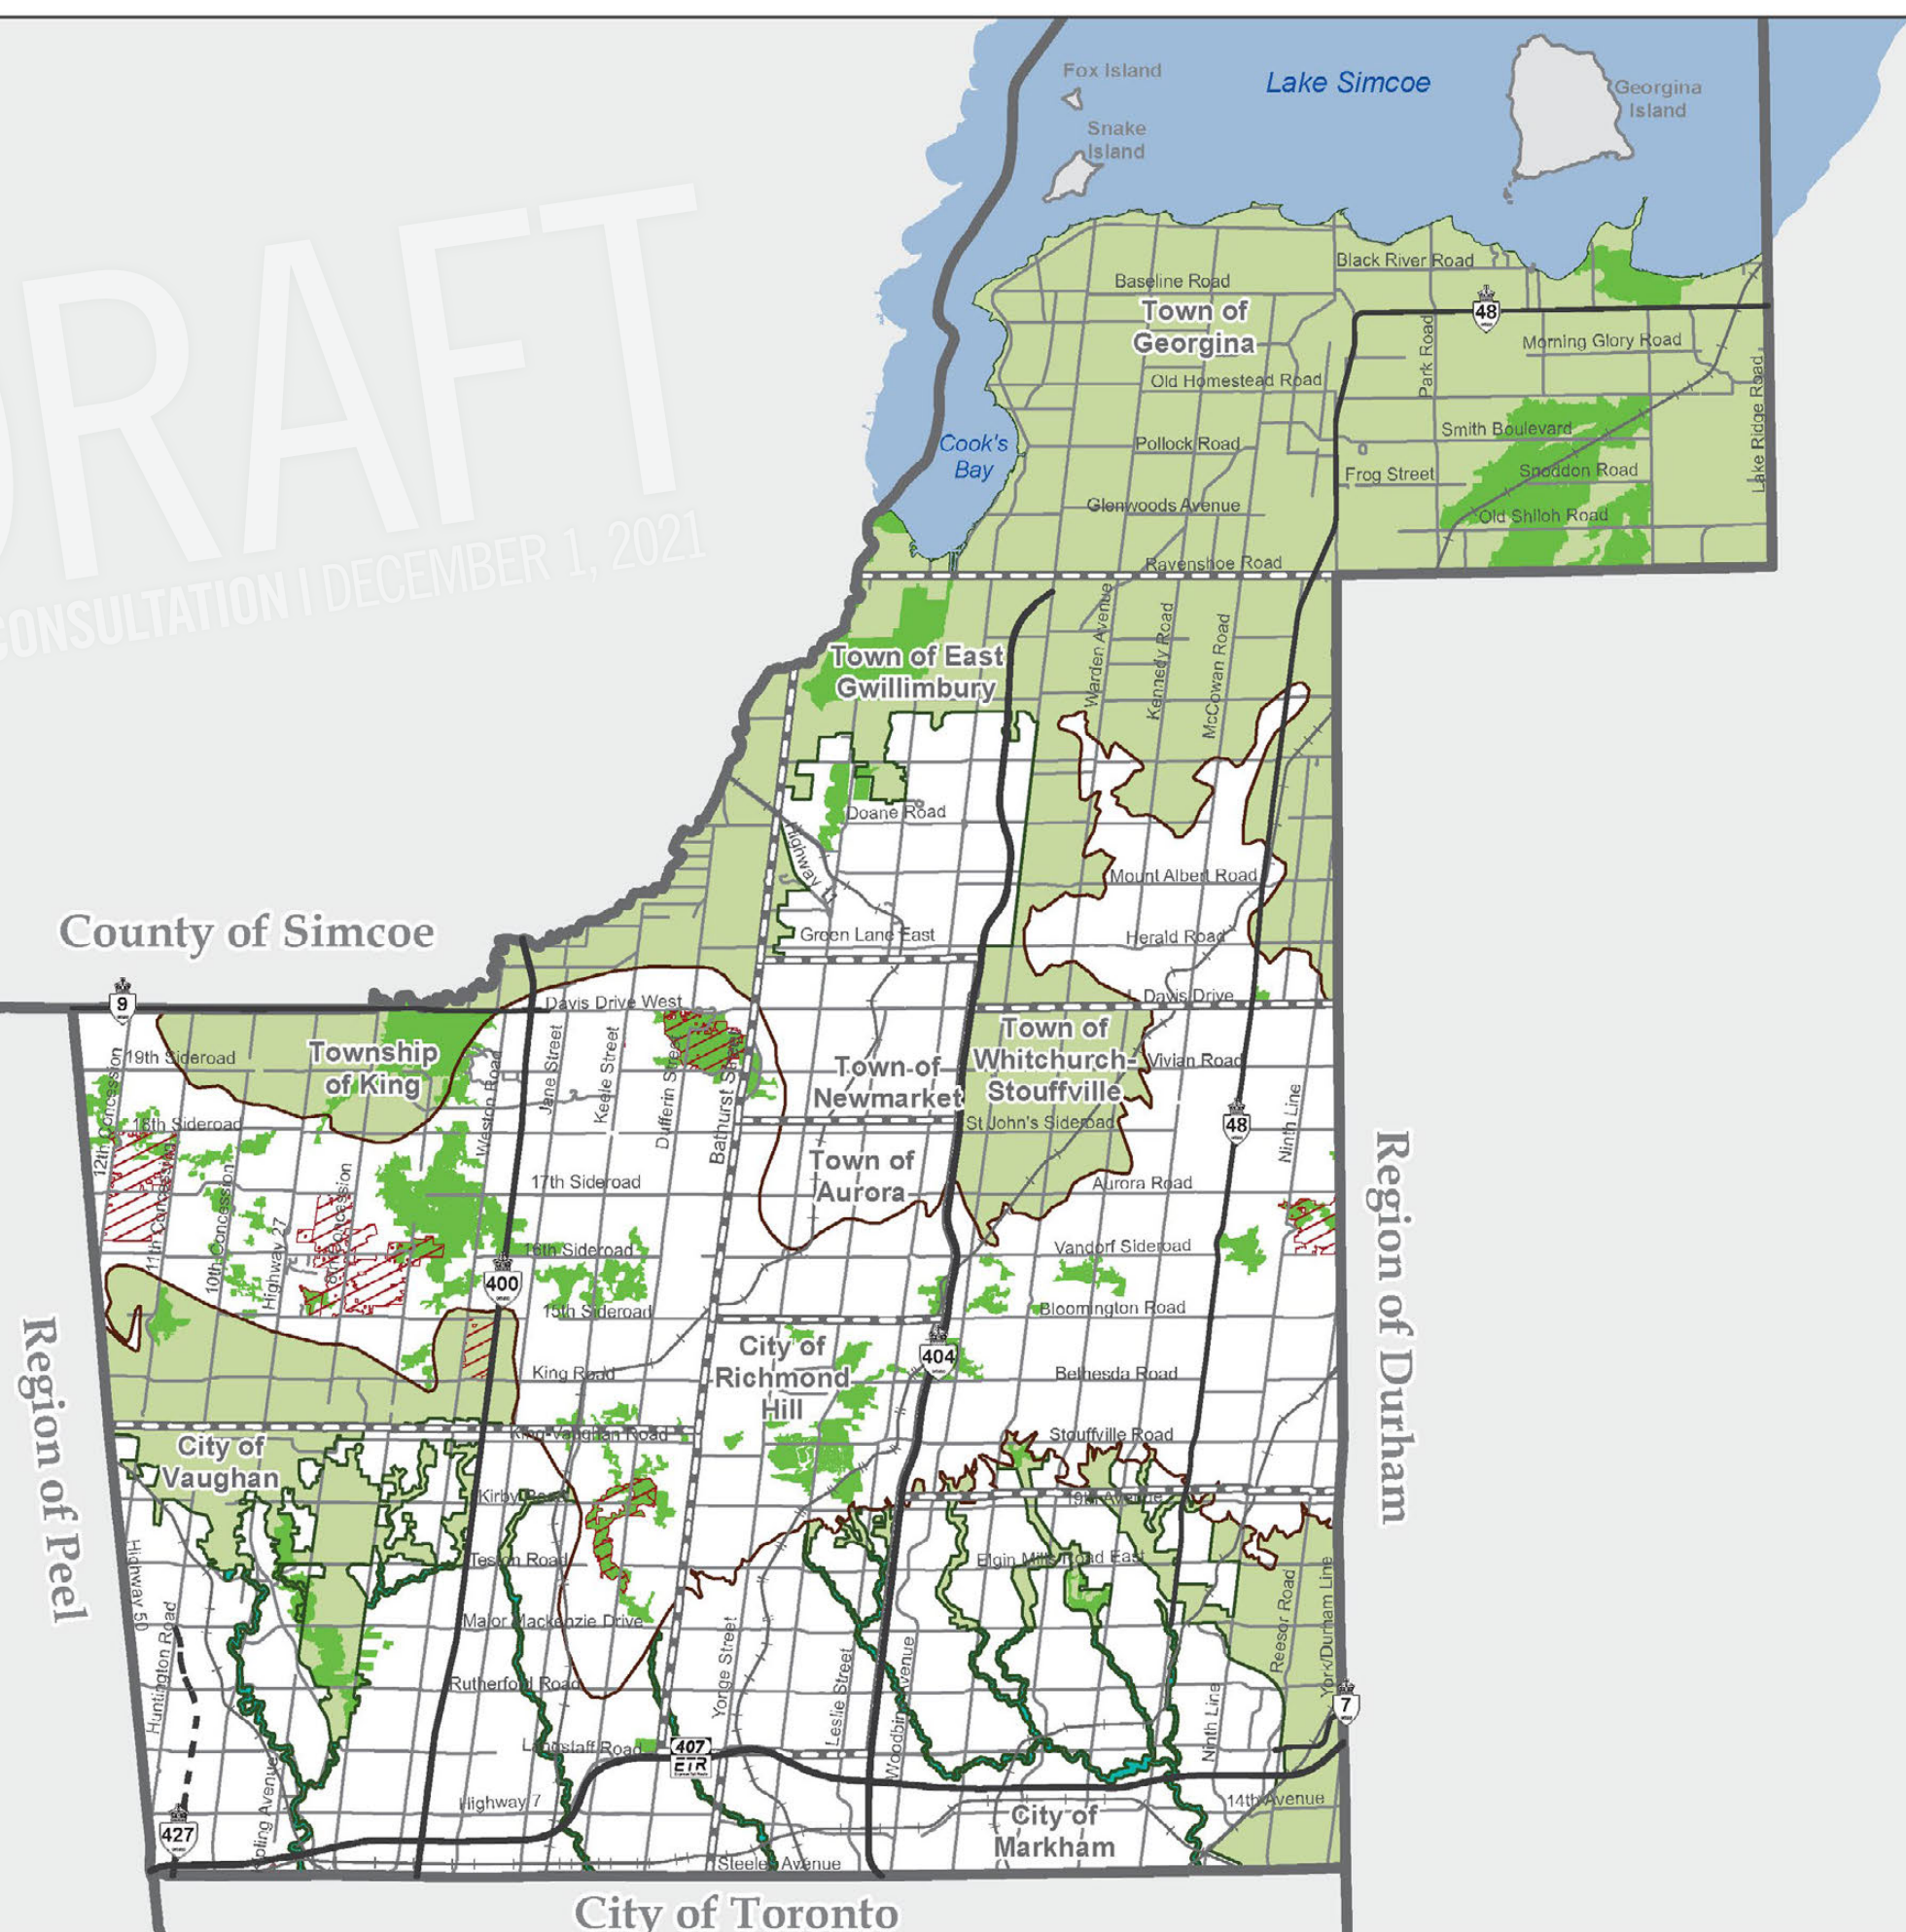 Fox Island
Lake Simcoe
Georgina
Island
Snake
Island
DRAFT
CONSULTATION | DECEMBER 1, 2021
Black River Road
Baseline Road
Town of
Georgina
48
Morning Glory Road
Park Road
Old Homestead Road
Lake Ridge Road
Smith Boulevard
Cook's
Bay
Pollock Road
Frog Street
Snoddon Road
Glenwoods Avenue
Old Shiloh Road
Ravenshoe Road
Warden Avenue
Kennedy Road
McCowan Road
Town of East
Gwillimbury
Doane Road
Highway 11
Mount Albert Road
County of Simcoe
Green Lane East
Herald Road
9
Davis Drive West
Davis Drive
Town of
Whitchurch-
Stouffville
19th Sideroad
Township
of King
12th Concession
Weston Road
Jane Street
Keele Street
Dufferin Street
Bathurst Street
Town of
Newmarket
Vivian Road
18th Sideroad
St John's Sideroad
48
Ninth Line
Region of Durham
Town of
Aurora
17th Sideroad
Aurora Road
11th Concession
10th Concession
Highway 27
8th Concession
16th Sideroad
Vandorf Sideroad
400
15th Sideroad
Bloomington Road
Region of Peel
City of
Richmond
Hill
404
King Road
Bethesda Road
King-Vaughan Road
Stouffville Road
City of
Vaughan
Kirby Road
19th Avenue
Teston Road
Elgin Mills Road East
Highway 50
Huntington Road
Major Mackenzie Drive
Reesor Road
York/Durham Line
Yonge Street
Leslie Street
Woodbine Avenue
Rutherford Road
Ninth Line
7
Langstaff Road
407
ETR
Highway 7
14th Avenue
City of
Markham
427
Steeles Avenue
City of Toronto